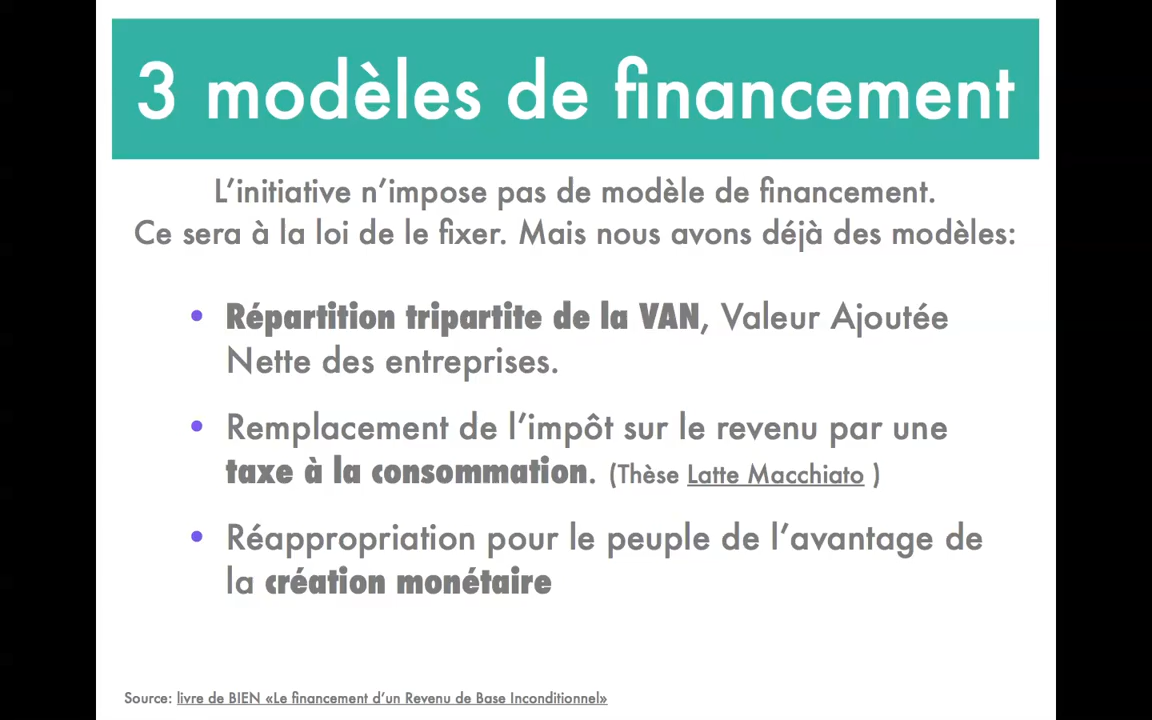 3 modèles de financement
L’initiative n’impose pas de modèle de financement.
Ce sera à la loi de le fixer. Mais nous avons déjà des modèles:
• Répartition tripartite de la VAN, Valeur Ajoutée
Nette des entreprises.
• Remplacement de l’impôt sur le revenu par une
taxe à la consommation. (Thèse Latte Macchiato )
• Réappropriation pour le peuple de l’avantage de
la création monétaire
Source: livre de BIEN «Le financement d’un Revenu de Base Inconditionnel»